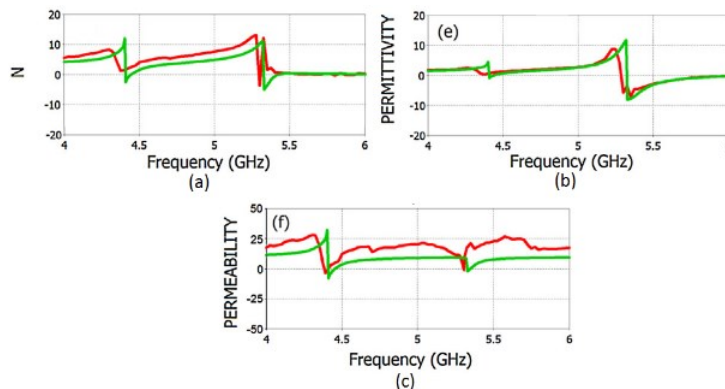 20
10
0
10
20
N
4
4.5
5
5.5
6
Frequency (GHz)
(a)
(e)
20
10
0
-10
-20
PERMITTIVITY
4
4.5
5
5.5
Frequency (GHz)
(b)
(f)
50
25
0
-25
-50
PERMEABILITY
4
4.5
5
5.5
6
Frequency (GHz)
(c)